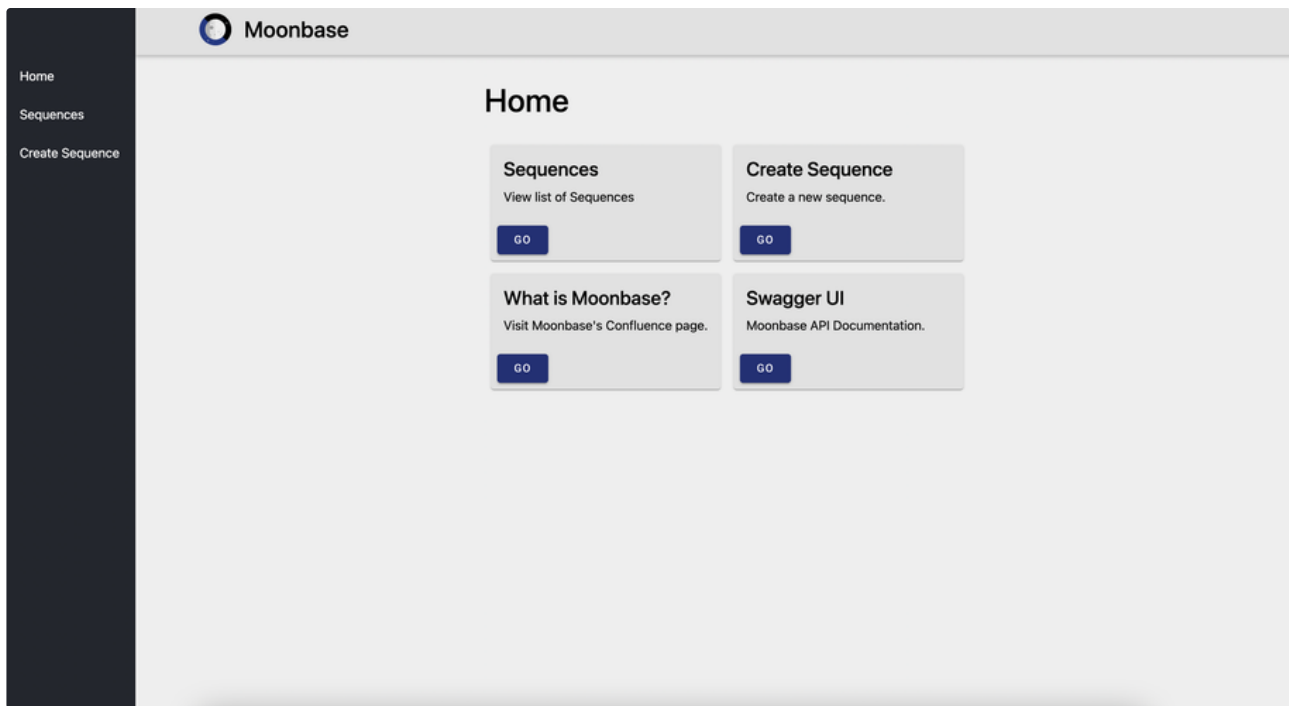 Moonbase
Home
Sequences
Create Sequence
Home
Sequences
View list of Sequences
GO
Create Sequence
Create a new sequence.
GO
What is Moonbase?
Visit Moonbase's Confluence page.
GO
Swagger UI
Moonbase API Documentation.
GO